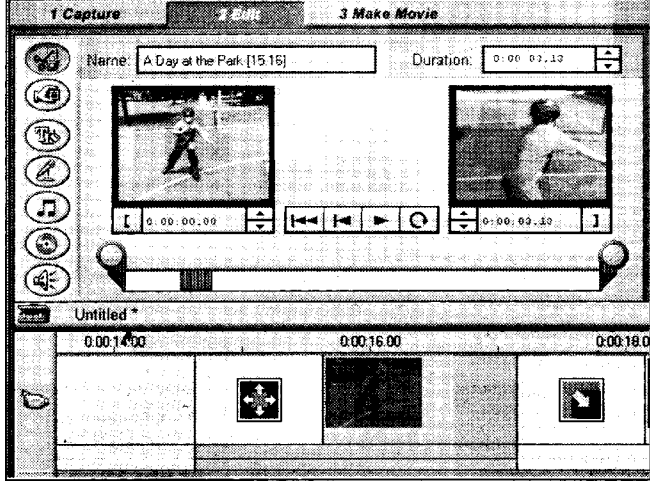 1 Capture 2 Edit 3 Make Movie
Name: A Day at the Park [15.16] Duration: 0:00:03.13
[ 0:00:00.00 0:00:03.13 ]
Untitled *
0:00:14:00 0:00:16:00 0:00:18:0